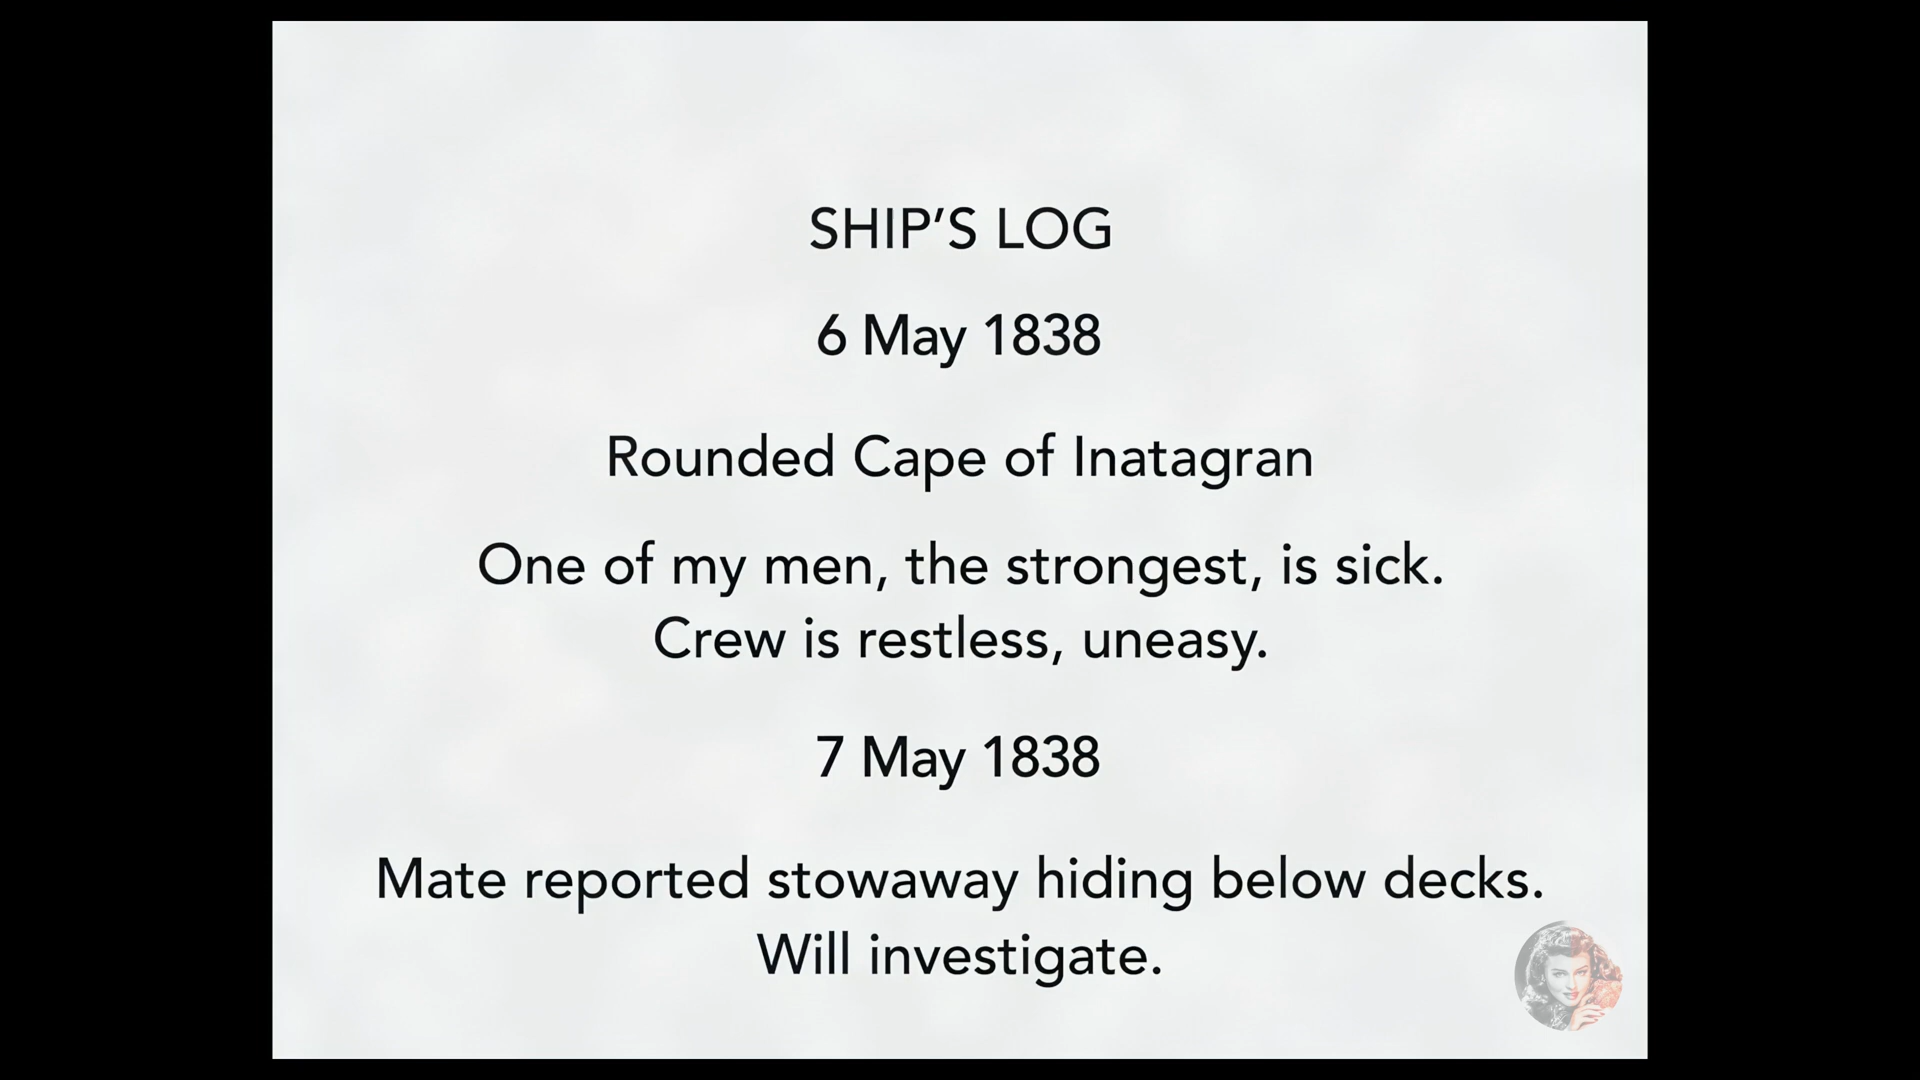 SHIP’S LOG
6 May 1838
Rounded Cape of Inatagran
One of my men, the strongest, is sick.
Crew is restless, uneasy.
7 May 1838
Mate reported stowaway hiding below decks.
Will investigate.